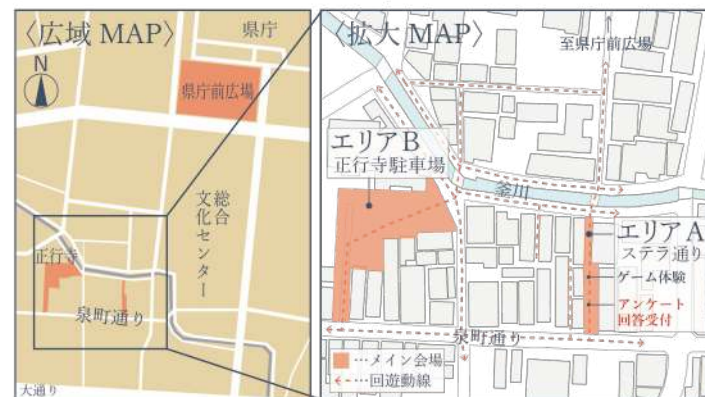 〈広域 MAP〉
県庁
N
県庁前広場
総合
文化センター
正行寺
泉町通り
大通り
〈拡大 MAP〉
至県庁前広場
エリアB
正行寺駐車場
釜川
エリアA
ステラ通り
ゲーム体験
アンケート
回答受付
泉町通り
…メイン会場
…回遊動線